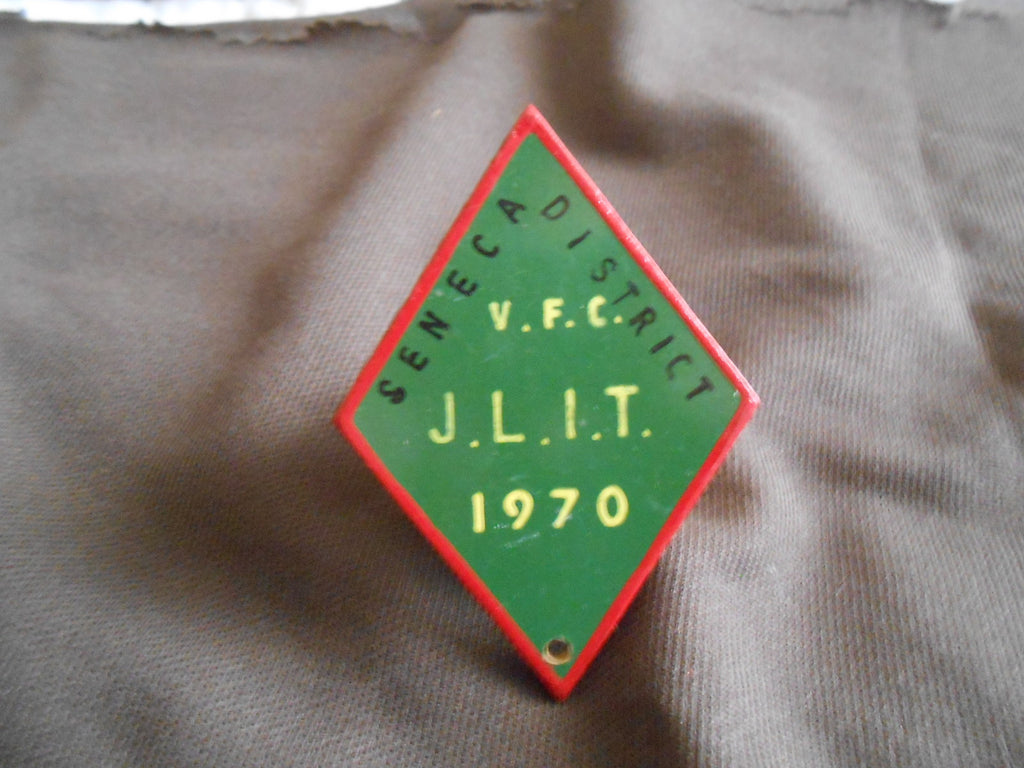 SENECA DISTRICT
V.F.C.
J.L.I.T.
1970